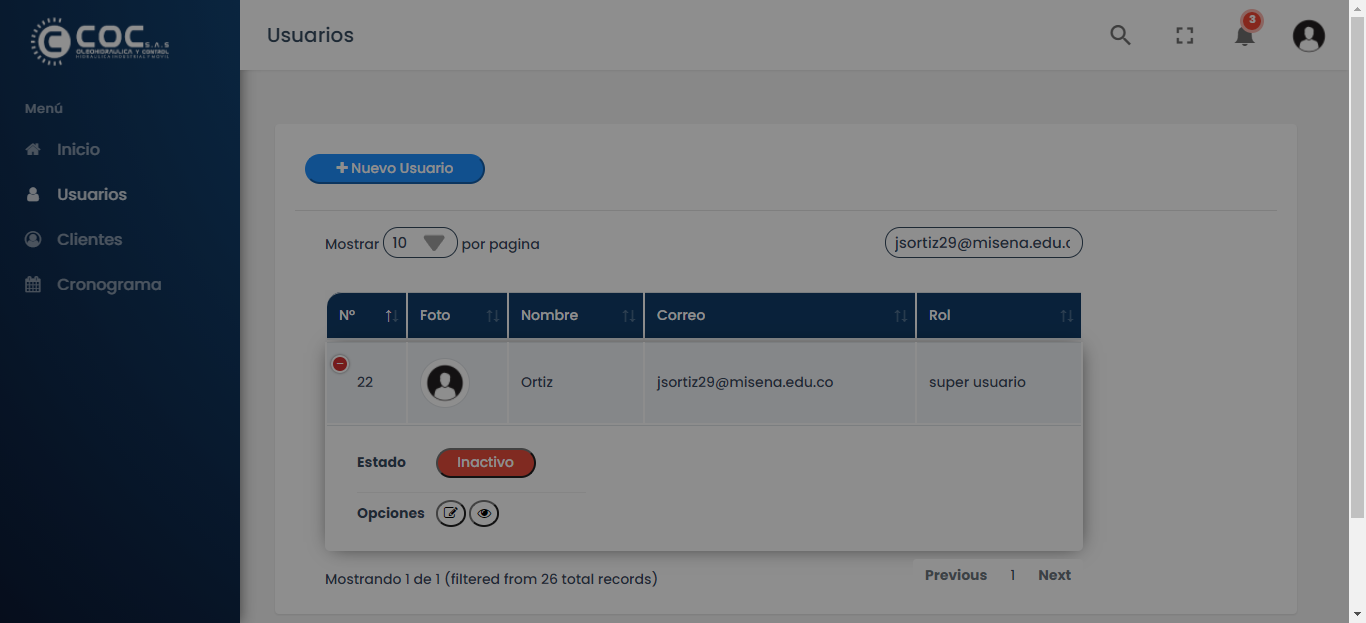 COC S.A.S
OLEOHIDRAULICA Y CONTROL
HIDRAULICA INDUSTRIAL Y MOVIL
Usuarios
3
Menú
Inicio
Usuarios
Clientes
Cronograma
Nuevo Usuario
Mostrar 10 por pagina
jsortiz29@misena.edu.c
Nº Foto Nombre Correo Rol
22 Ortiz jsortiz29@misena.edu.co super usuario
Estado Inactivo
Opciones
Mostrando 1 de 1 (filtered from 26 total records)
Previous 1 Next